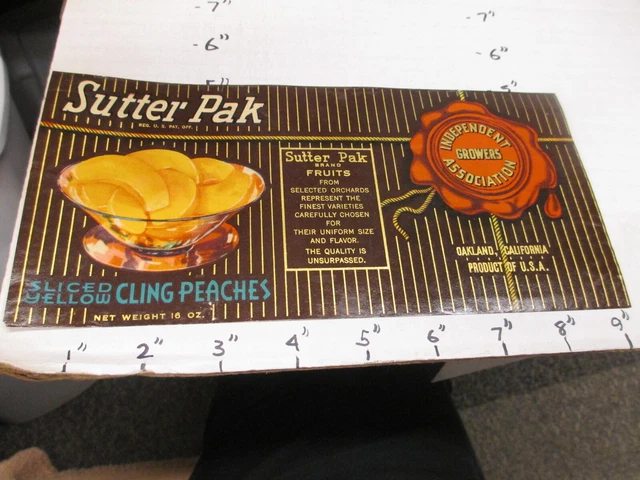 7"
7"
6"
6"
5"
5"
Sutter Pak
REG. U. S. PAT. OFF.
Sutter Pak
BRAND
FRUITS
FROM
SELECTED ORCHARDS
REPRESENT THE
FINEST VARIETIES
CAREFULLY CHOSEN
FOR
THEIR UNIFORM SIZE
AND FLAVOR.
THE QUALITY IS
UNSURPASSED.
INDEPENDENT
GROWERS
ASSOCIATION
OAKLAND, CALIFORNIA
PRODUCT OF U.S.A.
SLICED
YELLOW
CLING PEACHES
NET WEIGHT 16 OZ.
1" 2" 3" 4" 5" 6" 7" 8" 9"